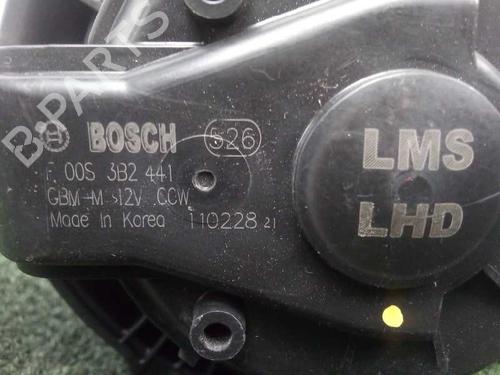 B-PARTS
BOSCH 526
F 00S 3B2 441
GBM-M >12V CCW
Made in Korea 110228 21
LMS
LHD